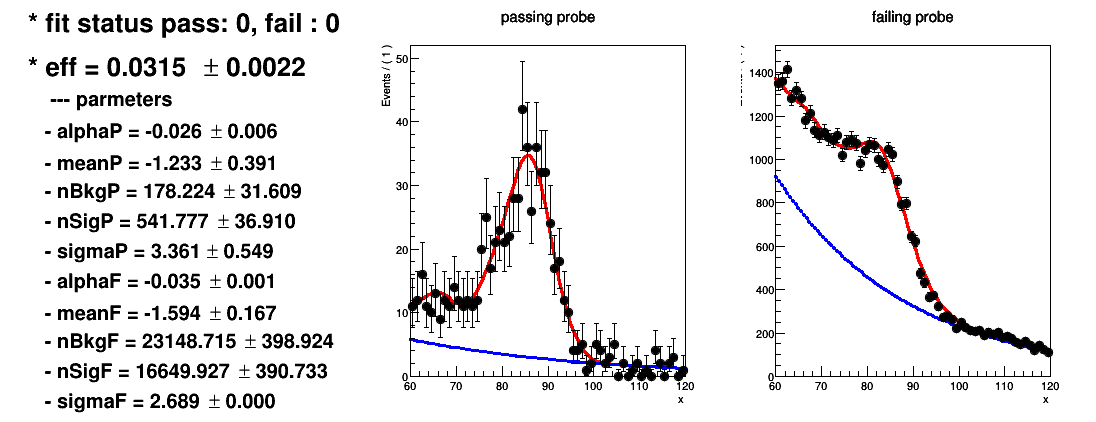 * fit status pass: 0, fail : 0
* eff = 0.0315 ± 0.0022
--- parmeters
- alphaP = -0.026 ± 0.006
- meanP = -1.233 ± 0.391
- nBkgP = 178.224 ± 31.609
- nSigP = 541.777 ± 36.910
- sigmaP = 3.361 ± 0.549
- alphaF = -0.035 ± 0.001
- meanF = -1.594 ± 0.167
- nBkgF = 23148.715 ± 398.924
- nSigF = 16649.927 ± 390.733
- sigmaF = 2.689 ± 0.000
passing probe
Events / ( 1 )
50
40
30
20
10
0
60 70 80 90 100 110 120
x
failing probe
1400
1200
1000
800
600
400
200
0
60 70 80 90 100 110 120
x